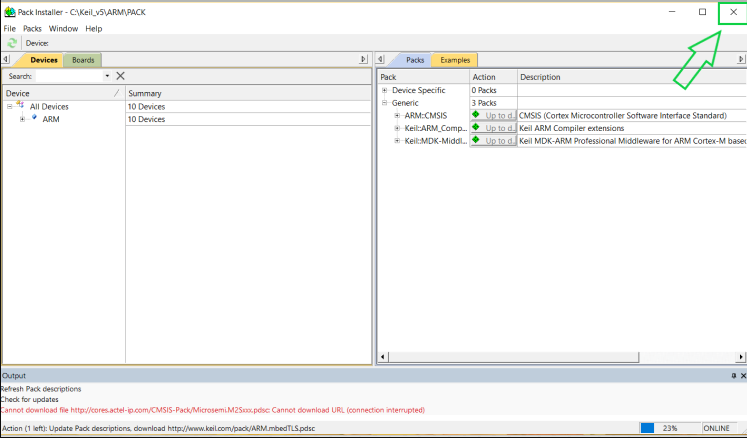 Pack Installer - C:\Keil_v5\ARM\PACK
File Packs Window Help
Device:
Devices Boards
Packs Examples
Search:
Device Summary
All Devices 10 Devices
ARM 10 Devices
Pack Action Description
Device Specific 0 Packs
Generic 3 Packs
ARM::CMSIS Up to d... CMSIS (Cortex Microcontroller Software Interface Standard)
Keil::ARM_Comp... Up to d... Keil ARM Compiler extensions
Keil::MDK-Middl... Up to d... Keil MDK-ARM Professional Middleware for ARM Cortex-M based
Output
Refresh Pack descriptions
Check for updates
Cannot download file http://cores.actel-ip.com/CMSIS-Pack/Microsemi.M2Sxxx.pdsc: Cannot download URL (connection interrupted)
Action (1 left): Update Pack descriptions, download http://www.keil.com/pack/ARM.mbedTLS.pdsc 23% ONLINE